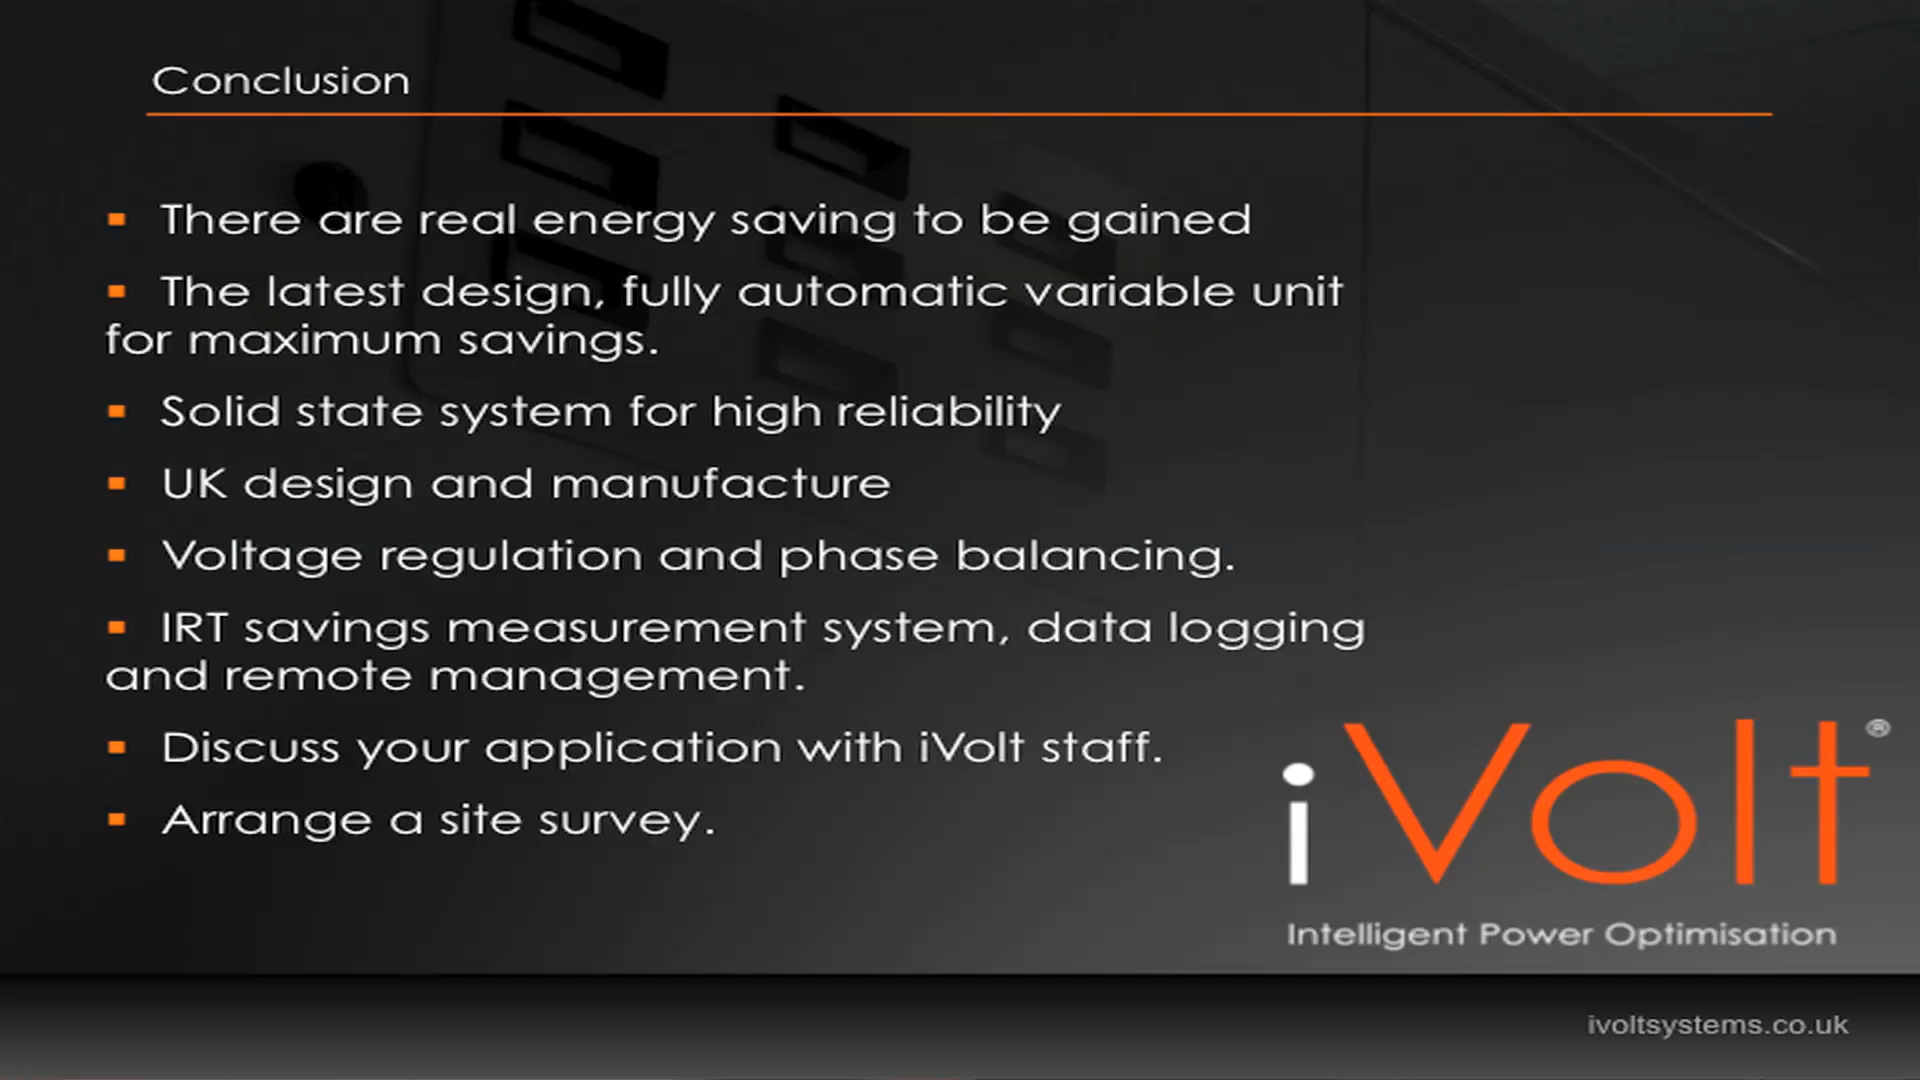 Conclusion
There are real energy saving to be gained
The latest design, fully automatic variable unit
for maximum savings.
Solid state system for high reliability
UK design and manufacture
Voltage regulation and phase balancing.
IRT savings measurement system, data logging
and remote management.
Discuss your application with iVolt staff.
Arrange a site survey.
iVolt®
Intelligent Power Optimisation
ivoltsystems.co.uk